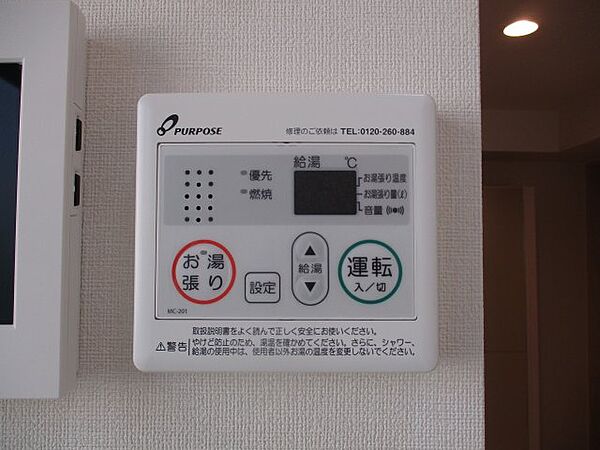 PURPOSE
修理のご依頼は TEL:0120-260-884
給湯 ℃
優先
燃焼
お湯張り温度
お湯張り量(ℓ)
音量
お湯
張り
設定
給湯
運転
入/切
MC-201
取扱説明書をよく読んで正しく安全にお使いください。
警告
やけど防止のため、湯温を確かめてください。さらに、シャワー、
給湯の使用中は、使用者以外お湯の温度を変更しないでください。